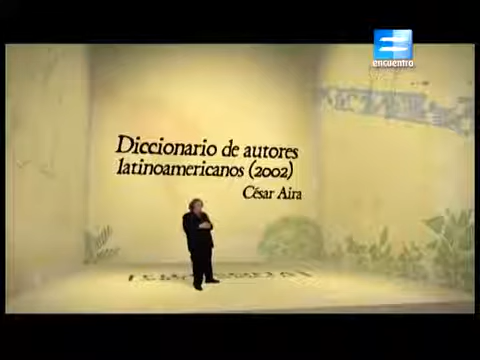 encuentro
Diccionario de autores
latinoamericanos (2002)
César Aira